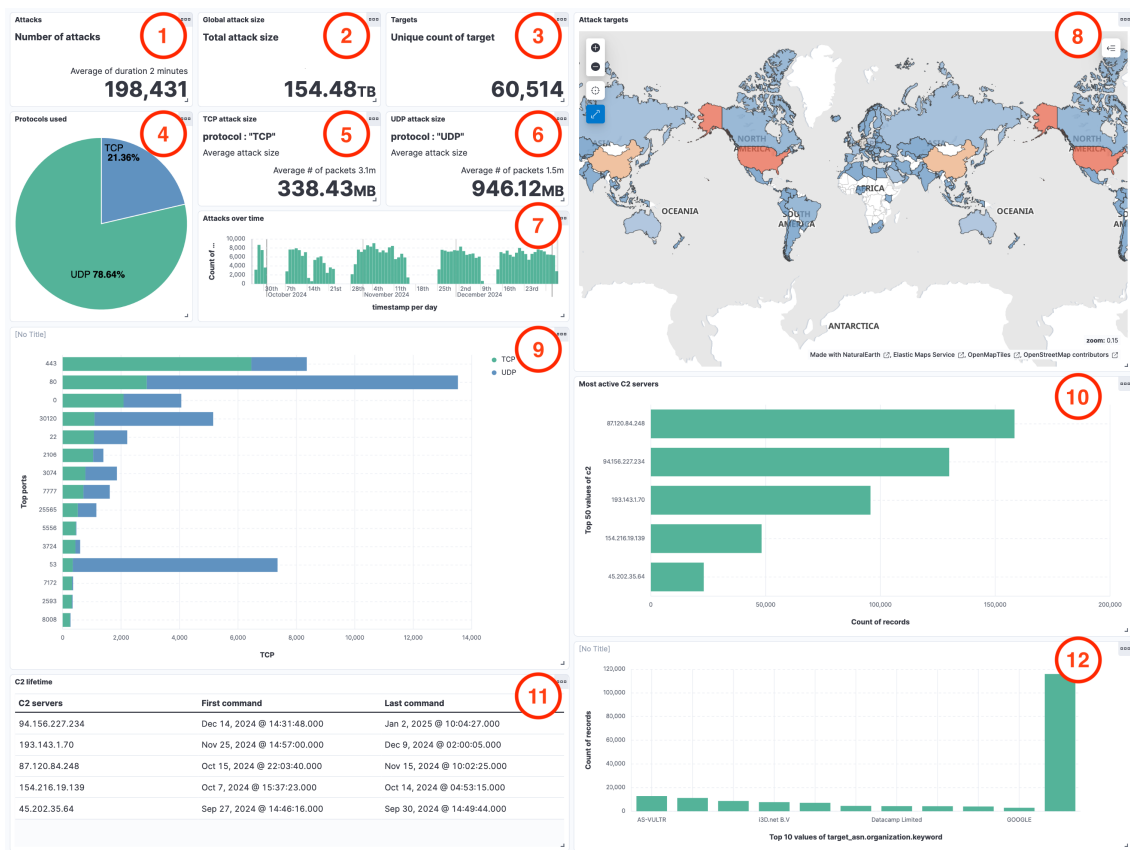 Attacks
Number of attacks
1
Average of duration 2 minutes
198,431
Global attack size
Total attack size
2
154.48TB
Targets
Unique count of target
3
60,514
Protocols used
4
TCP
21.36%
UDP 78.64%
TCP attack size
protocol : "TCP"
5
Average attack size
Average # of packets 3.1m
338.43MB
UDP attack size
protocol : "UDP"
6
Average attack size
Average # of packets 1.5m
946.12MB
Attacks over time
7
Count of ...
10,000
8,000
6,000
4,000
2,000
0
30th 7th 14th 21st 28th 4th 11th 18th 25th 2nd 9th 16th 23rd
October 2024 November 2024 December 2024
timestamp per day
Attack targets
8
NORTH
AMERICA
NORTH
AMERICA
AFRICA
OCEANIA
SOUTH
AMERICA
OCEANIA
SO
AM
ANTARCTICA
zoom: 0.15
Made with NaturalEarth, Elastic Maps Service, OpenMapTiles, OpenStreetMap contributors
[No Title]
9
TCP
UDP
Top ports
443
80
0
30120
22
2106
3074
7777
25565
5556
3724
53
7172
2593
8008
0 2,000 4,000 6,000 8,000 10,000 12,000 14,000
TCP
Most active C2 servers
10
Top 50 values of c2
87.120.84.248
94.156.227.234
193.143.1.70
154.216.19.139
45.202.35.64
0 50,000 100,000 150,000 200,000
Count of records
C2 lifetime
11
C2 servers First command Last command
94.156.227.234 Dec 14, 2024 @ 14:31:48.000 Jan 2, 2025 @ 10:04:27.000
193.143.1.70 Nov 25, 2024 @ 14:57:00.000 Dec 9, 2024 @ 02:00:05.000
87.120.84.248 Oct 15, 2024 @ 22:03:40.000 Nov 15, 2024 @ 10:02:25.000
154.216.19.139 Oct 7, 2024 @ 15:37:23.000 Oct 14, 2024 @ 04:53:15.000
45.202.35.64 Sep 27, 2024 @ 14:46:16.000 Sep 30, 2024 @ 14:49:44.000
[No Title]
12
Count of records
120,000
100,000
80,000
60,000
40,000
20,000
0
AS-VULTR i3D.net B.V Datacamp Limited GOOGLE
Top 10 values of target_asn.organization.keyword